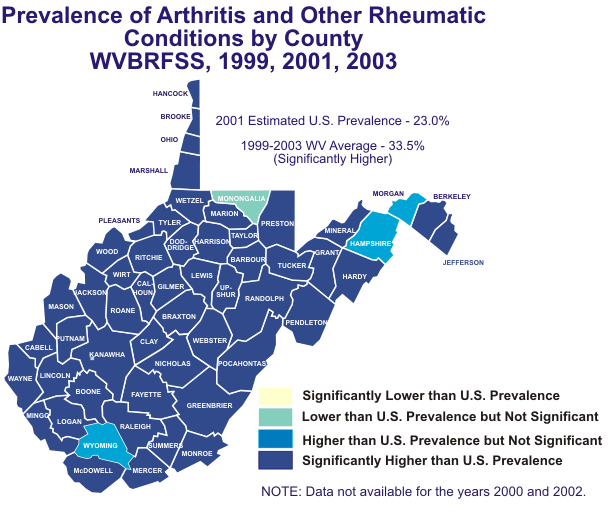 Prevalence of Arthritis and Other Rheumatic
Conditions by County
WVBRFSS, 1999, 2001, 2003
HANCOCK
BROOKE
2001 Estimated U.S. Prevalence - 23.0%
OHIO
1999-2003 WV Average - 33.5%
(Significantly Higher)
MARSHALL
WETZEL
MONONGALIA
MORGAN
BERKELEY
MARION
PLEASANTS
TYLER
PRESTON
TAYLOR
MINERAL
HAMPSHIRE
DOD-
DRIDGE
HARRISON
WOOD
RITCHIE
BARBOUR
GRANT
JEFFERSON
TUCKER
WIRT
LEWIS
HARDY
CAL-
HOUN
GILMER
UP-
SHUR
JACKSON
RANDOLPH
MASON
ROANE
BRAXTON
PENDLETON
PUTNAM
CLAY
WEBSTER
CABELL
KANAWHA
NICHOLAS
POCAHONTAS
WAYNE
LINCOLN
BOONE
FAYETTE
Significantly Lower than U.S. Prevalence
GREENBRIER
MINGO
LOGAN
Lower than U.S. Prevalence but Not Significant
RALEIGH
WYOMING
SUMMERS
Higher than U.S. Prevalence but Not Significant
MONROE
Significantly Higher than U.S. Prevalence
McDOWELL
MERCER
NOTE: Data not available for the years 2000 and 2002.